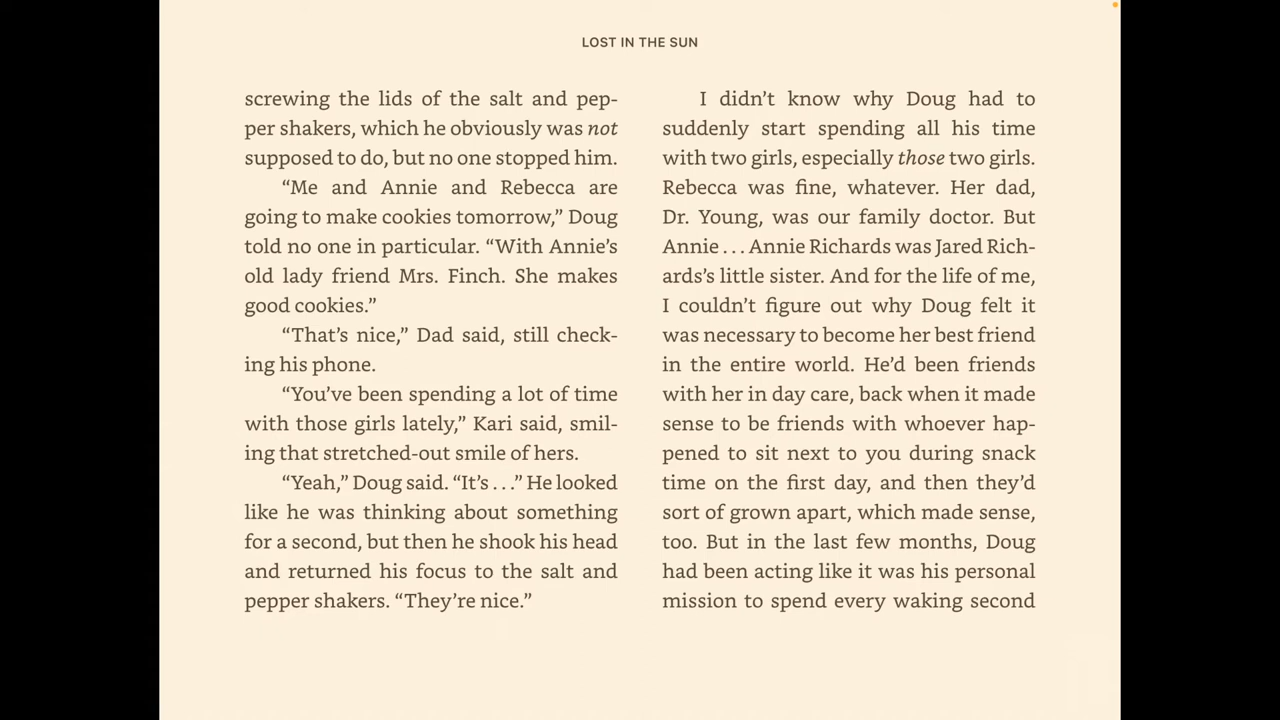 LOST IN THE SUN
screwing the lids of the salt and pep-
per shakers, which he obviously was not
supposed to do, but no one stopped him.
“Me and Annie and Rebecca are
going to make cookies tomorrow,” Doug
told no one in particular. “With Annie’s
old lady friend Mrs. Finch. She makes
good cookies.”
“That’s nice,” Dad said, still check-
ing his phone.
“You’ve been spending a lot of time
with those girls lately,” Kari said, smil-
ing that stretched-out smile of hers.
“Yeah,” Doug said. “It’s . . .” He looked
like he was thinking about something
for a second, but then he shook his head
and returned his focus to the salt and
pepper shakers. “They’re nice.”
I didn’t know why Doug had to
suddenly start spending all his time
with two girls, especially those two girls.
Rebecca was fine, whatever. Her dad,
Dr. Young, was our family doctor. But
Annie . . . Annie Richards was Jared Rich-
ards’s little sister. And for the life of me,
I couldn’t figure out why Doug felt it
was necessary to become her best friend
in the entire world. He’d been friends
with her in day care, back when it made
sense to be friends with whoever hap-
pened to sit next to you during snack
time on the first day, and then they’d
sort of grown apart, which made sense,
too. But in the last few months, Doug
had been acting like it was his personal
mission to spend every waking second